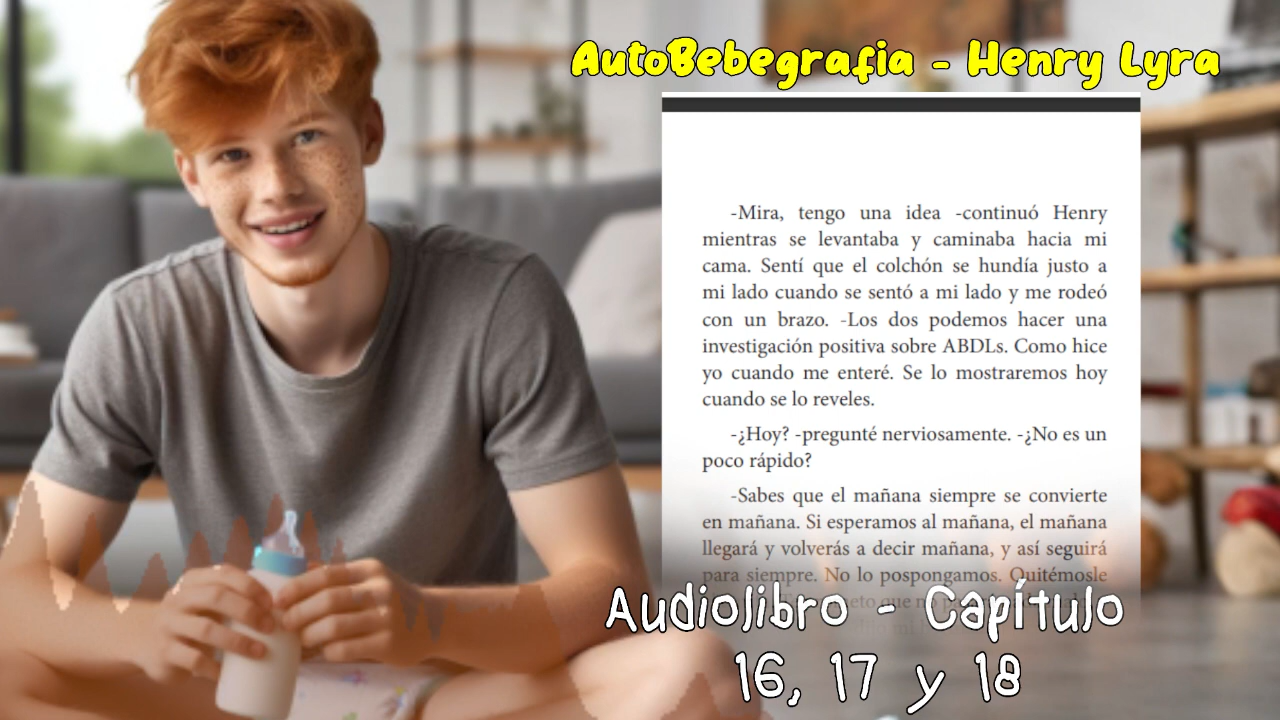 AutoBebegrafia - Henry Lyra
-Mira, tengo una idea -continuó Henry
mientras se levantaba y caminaba hacia mi
cama. Sentí que el colchón se hundía justo a
mi lado cuando se sentó a mi lado y me rodeó
con un brazo. -Los dos podemos hacer una
investigación positiva sobre ABDLs. Como hice
yo cuando me enteré. Se lo mostraremos hoy
cuando se lo reveles.
-¿Hoy? -pregunté nerviosamente. -¿No es un
poco rápido?
-Sabes que el mañana siempre se convierte
en mañana. Si esperamos al mañana, el mañana
llegará y volverás a decir mañana, y así seguirá
para siempre. No lo pospongamos. Quitémosle
que no
Audiolibro - Capítulo
16, 17 y 18